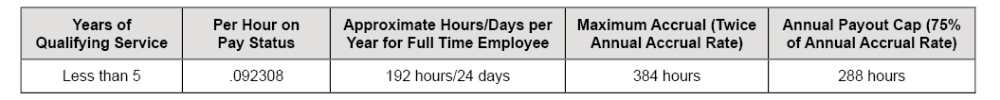 Years of Qualifying Service
Per Hour on Pay Status
Approximate Hours/Days per Year for Full Time Employee
Maximum Accrual (Twice Annual Accrual Rate)
Annual Payout Cap (75% of Annual Accrual Rate)
Less than 5
.092308
192 hours/24 days
384 hours
288 hours